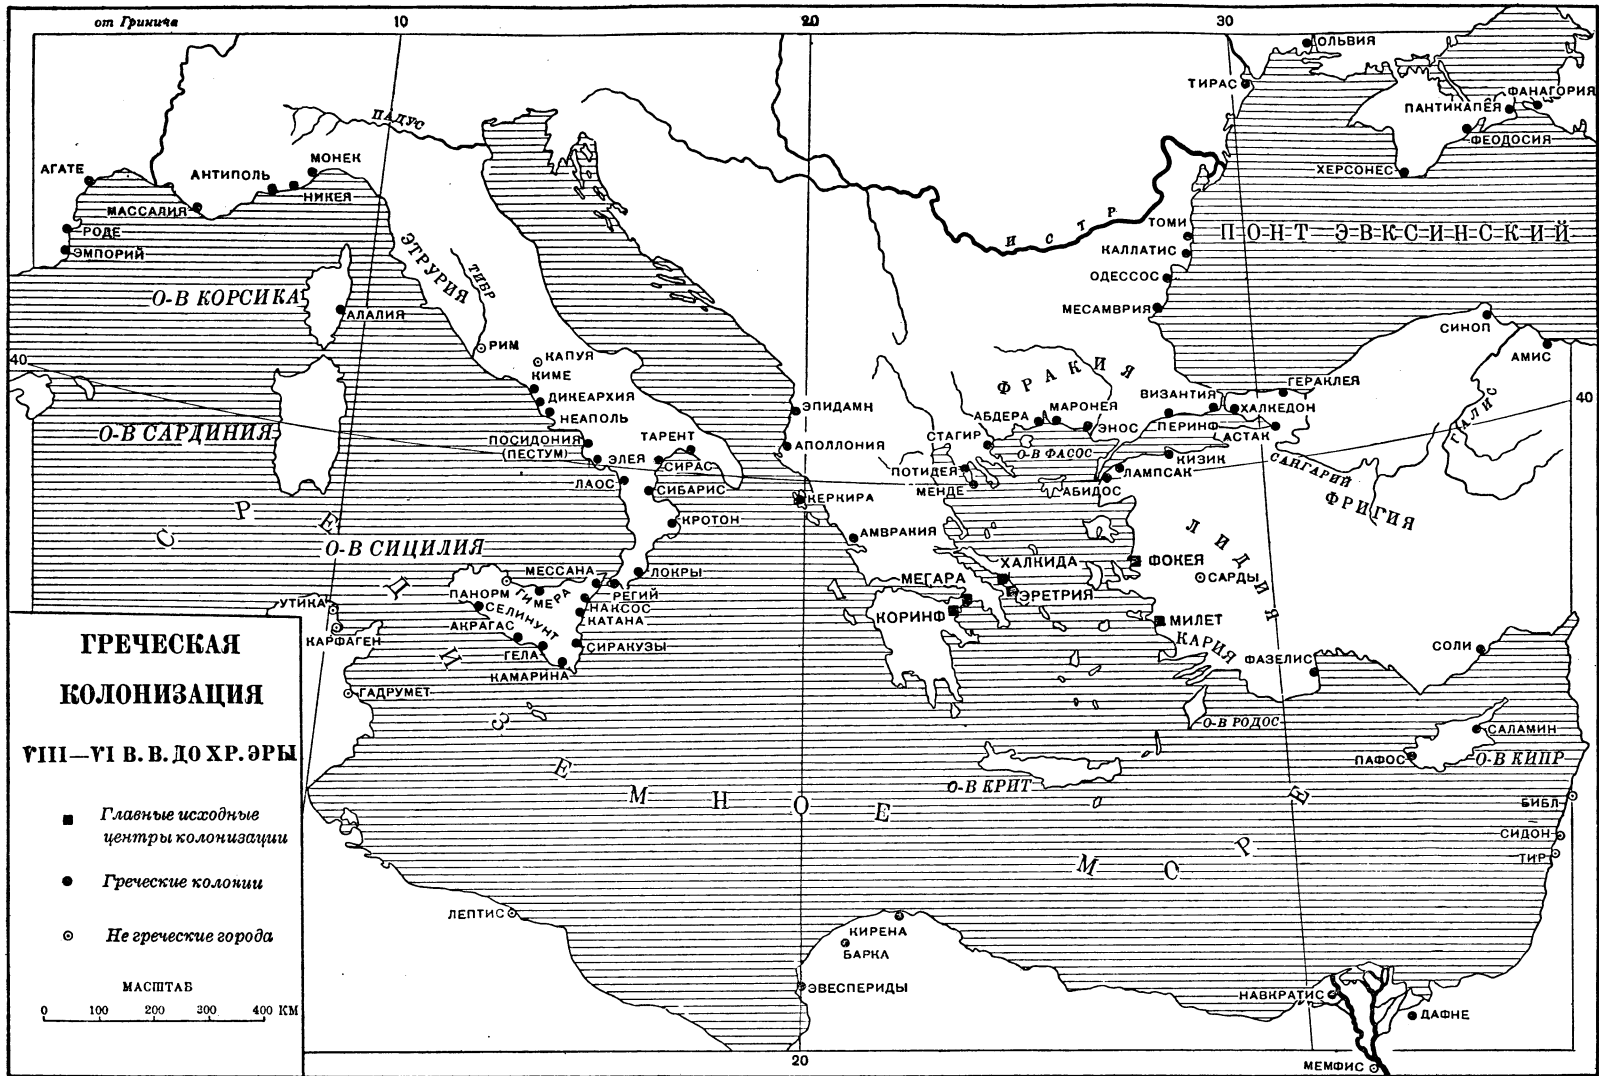 от Гринича
10
20
30
ОЛЬВИЯ
ТИРАС
ФАНАГОРИЯ
ПАНТИКАПЕЯ
ФЕОДОСИЯ
ХЕРСОНЕС
ПАДУС
МОНЕК
АГАТЕ
АНТИПОЛЬ
НИКЕЯ
МАССАЛИЯ
РОДЕ
ЭМПОРИЙ
ИСТР
ТОМИ
ПОНТ ЭВКСИНСКИЙ
КАЛЛАТИС
ОДЕССОС
МЕСАМВРИЯ
ЭТРУРИЯ
ТИБР
О-В КОРСИКА
АЛАЛИЯ
РИМ
СИНОП
АМИС
40
КАПУЯ
КИМЕ
ДИКЕАРХИЯ
НЕАПОЛЬ
ФРАКИЯ
ГЕРАКЛЕЯ
ВИЗАНТИЯ
ХАЛКЕДОН
40
ЭПИДАМН
АБДЕРА
МАРОНЕЯ
ЭНОС
ПЕРИНФ
АСТАК
ГАЛИС
О-В САРДИНИЯ
ПОСИДОНИЯ
(ПЕСТУМ)
ТАРЕНТ
АПОЛЛОНИЯ
СТАГИР
О-В ФАСОС
КИЗИК
САНГАРИЙ
ЭЛЕЯ
СИРАС
ПОТИДЕЯ
ЛАМПСАК
ЛАОС
СИБАРИС
КЕРКИРА
МЕНДЕ
АБИДОС
ФРИГИЯ
КРОТОН
АМВРАКИЯ
ЛИДИЯ
О-В СИЦИЛИЯ
МЕССАНА
ЛОКРЫ
ХАЛКИДА
ФОКЕЯ
МЕГАРА
САРДЫ
ПАНОРМ
ГИМЕРА
РЕГИЙ
ЭРЕТРИЯ
УТИКА
СЕЛИНУНТ
НАКСОС
КАТАНА
КОРИНФ
МИЛЕТ
АКРАГАС
КАРФАГЕН
ГЕЛА
СИРАКУЗЫ
КАРИЯ
СОЛИ
КАМАРИНА
ФАЗЕЛИС
ГАДРУМЕТ
О-В РОДОС
САЛАМИН
ПАФОС
О-В КИПР
О-В КРИТ
СРЕДИЗЕМНОЕ МОРЕ
БИБЛ
СИДОН
ТИР
ЛЕПТИС
КИРЕНА
БАРКА
ЭВЕСПЕРИДЫ
НАВКРАТИС
ДАФНЕ
МЕМФИС
20
ГРЕЧЕСКАЯ
КОЛОНИЗАЦИЯ
VIII—VI В. В. ДО ХР. ЭРЫ
Главные исходные
центры колонизации
Греческие колонии
Не греческие города
МАСШТАБ
0 100 200 300 400 КМ